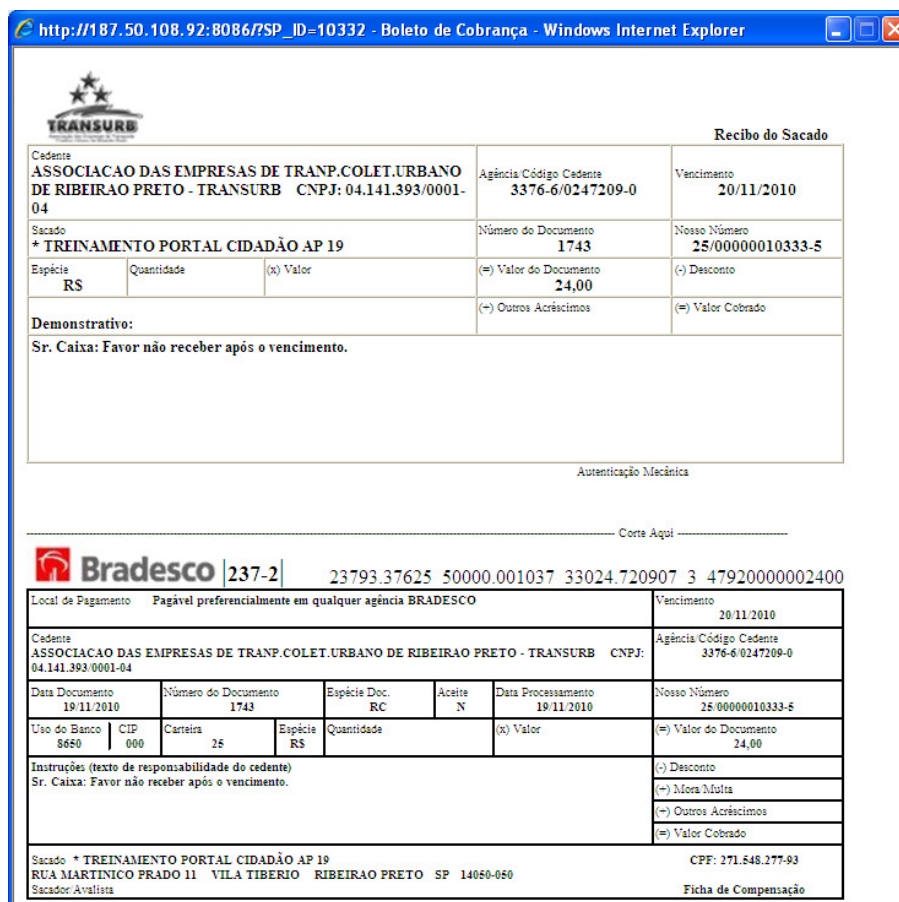 http://187.50.108.92:8086/?SP_ID=10332 - Boleto de Cobrança - Windows Internet Explorer
TRANSURB
Recibo do Sacado
Cedente
ASSOCIACAO DAS EMPRESAS DE TRANP.COLET.URBANO
DE RIBEIRAO PRETO - TRANSURB CNPJ: 04.141.393/0001-
04
Agência/Código Cedente
3376-6/0247209-0
Vencimento
20/11/2010
Sacado
* TREINAMENTO PORTAL CIDADÃO AP 19
Número do Documento
1743
Nosso Número
25/00000010333-5
Espécie
R$
Quantidade
(x) Valor
(=) Valor do Documento
24,00
(-) Desconto
Demonstrativo:
(+) Outros Acréscimos
(=) Valor Cobrado
Sr. Caixa: Favor não receber após o vencimento.
Autenticação Mecânica
Corte Aqui
Bradesco 237-2 23793.37625 50000.001037 33024.720907 3 47920000002400
Local de Pagamento Pagável preferencialmente em qualquer agência BRADESCO
Vencimento
20/11/2010
Cedente
ASSOCIACAO DAS EMPRESAS DE TRANP.COLET.URBANO DE RIBEIRAO PRETO - TRANSURB CNPJ:
04.141.393/0001-04
Agência/Código Cedente
3376-6/0247209-0
Data Documento
19/11/2010
Número do Documento
1743
Espécie Doc.
RC
Aceite
N
Data Processamento
19/11/2010
Nosso Número
25/00000010333-5
Uso do Banco
8650
CIP
000
Carteira
25
Espécie
R$
Quantidade
(x) Valor
(=) Valor do Documento
24,00
Instruções (texto de responsabilidade do cedente)
Sr. Caixa: Favor não receber após o vencimento.
(-) Desconto
(+) Mora/Multa
(+) Outros Acréscimos
(=) Valor Cobrado
Sacado * TREINAMENTO PORTAL CIDADÃO AP 19 CPF: 271.548.277-93
RUA MARTINICO PRADO 11 VILA TIBERIO RIBEIRAO PRETO SP 14050-050
Sacador/Avalista Ficha de Compensação